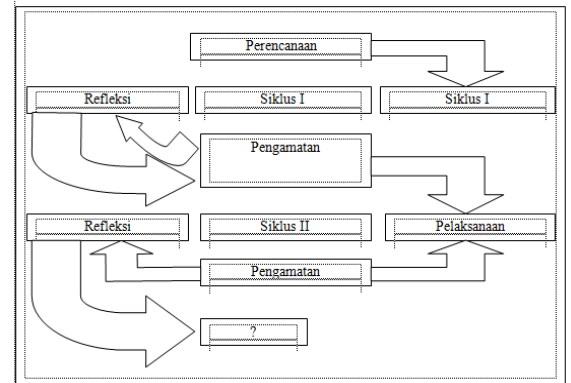 Perencanaan
Refleksi
Siklus I
Siklus I
Pengamatan
Refleksi
Siklus II
Pelaksanaan
Pengamatan
?